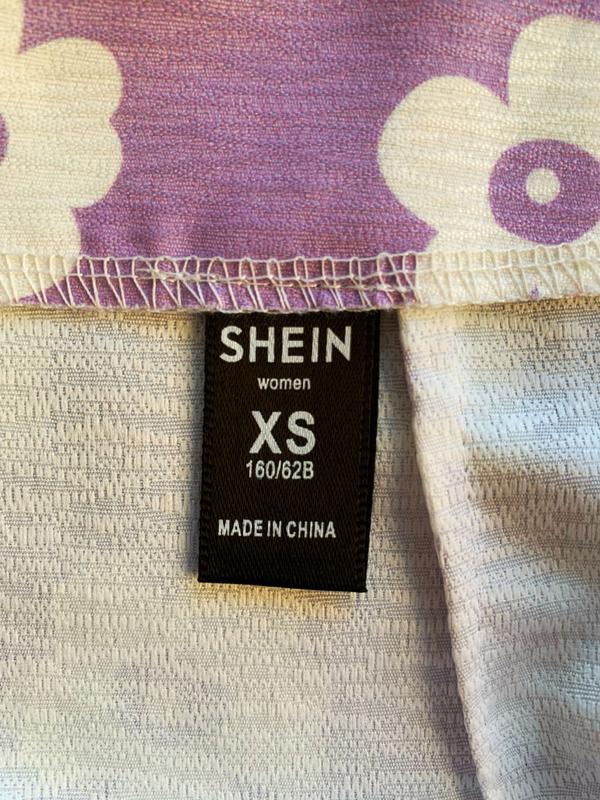 SHEIN
women
XS
160/62B
MADE IN CHINA